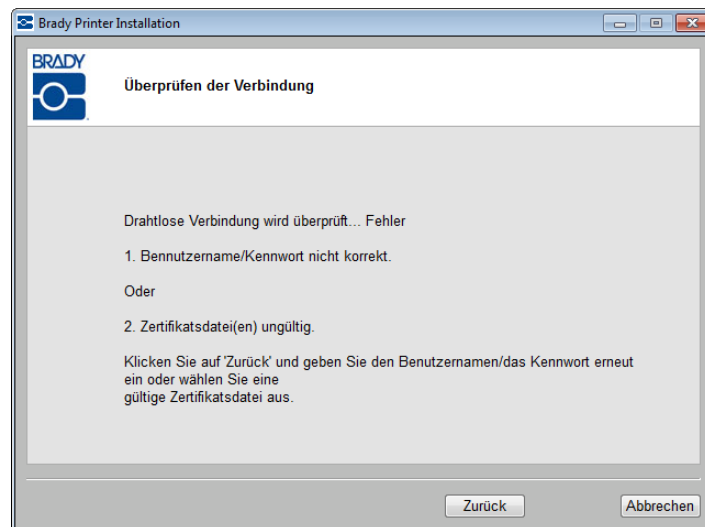 Brady Printer Installation
BRADY
Überprüfen der Verbindung
Drahtlose Verbindung wird überprüft... Fehler
1. Bennutzername/Kennwort nicht korrekt.
Oder
2. Zertifikatsdatei(en) ungültig.
Klicken Sie auf 'Zurück' und geben Sie den Benutzernamen/das Kennwort erneut
ein oder wählen Sie eine
gültige Zertifikatsdatei aus.
Zurück
Abbrechen